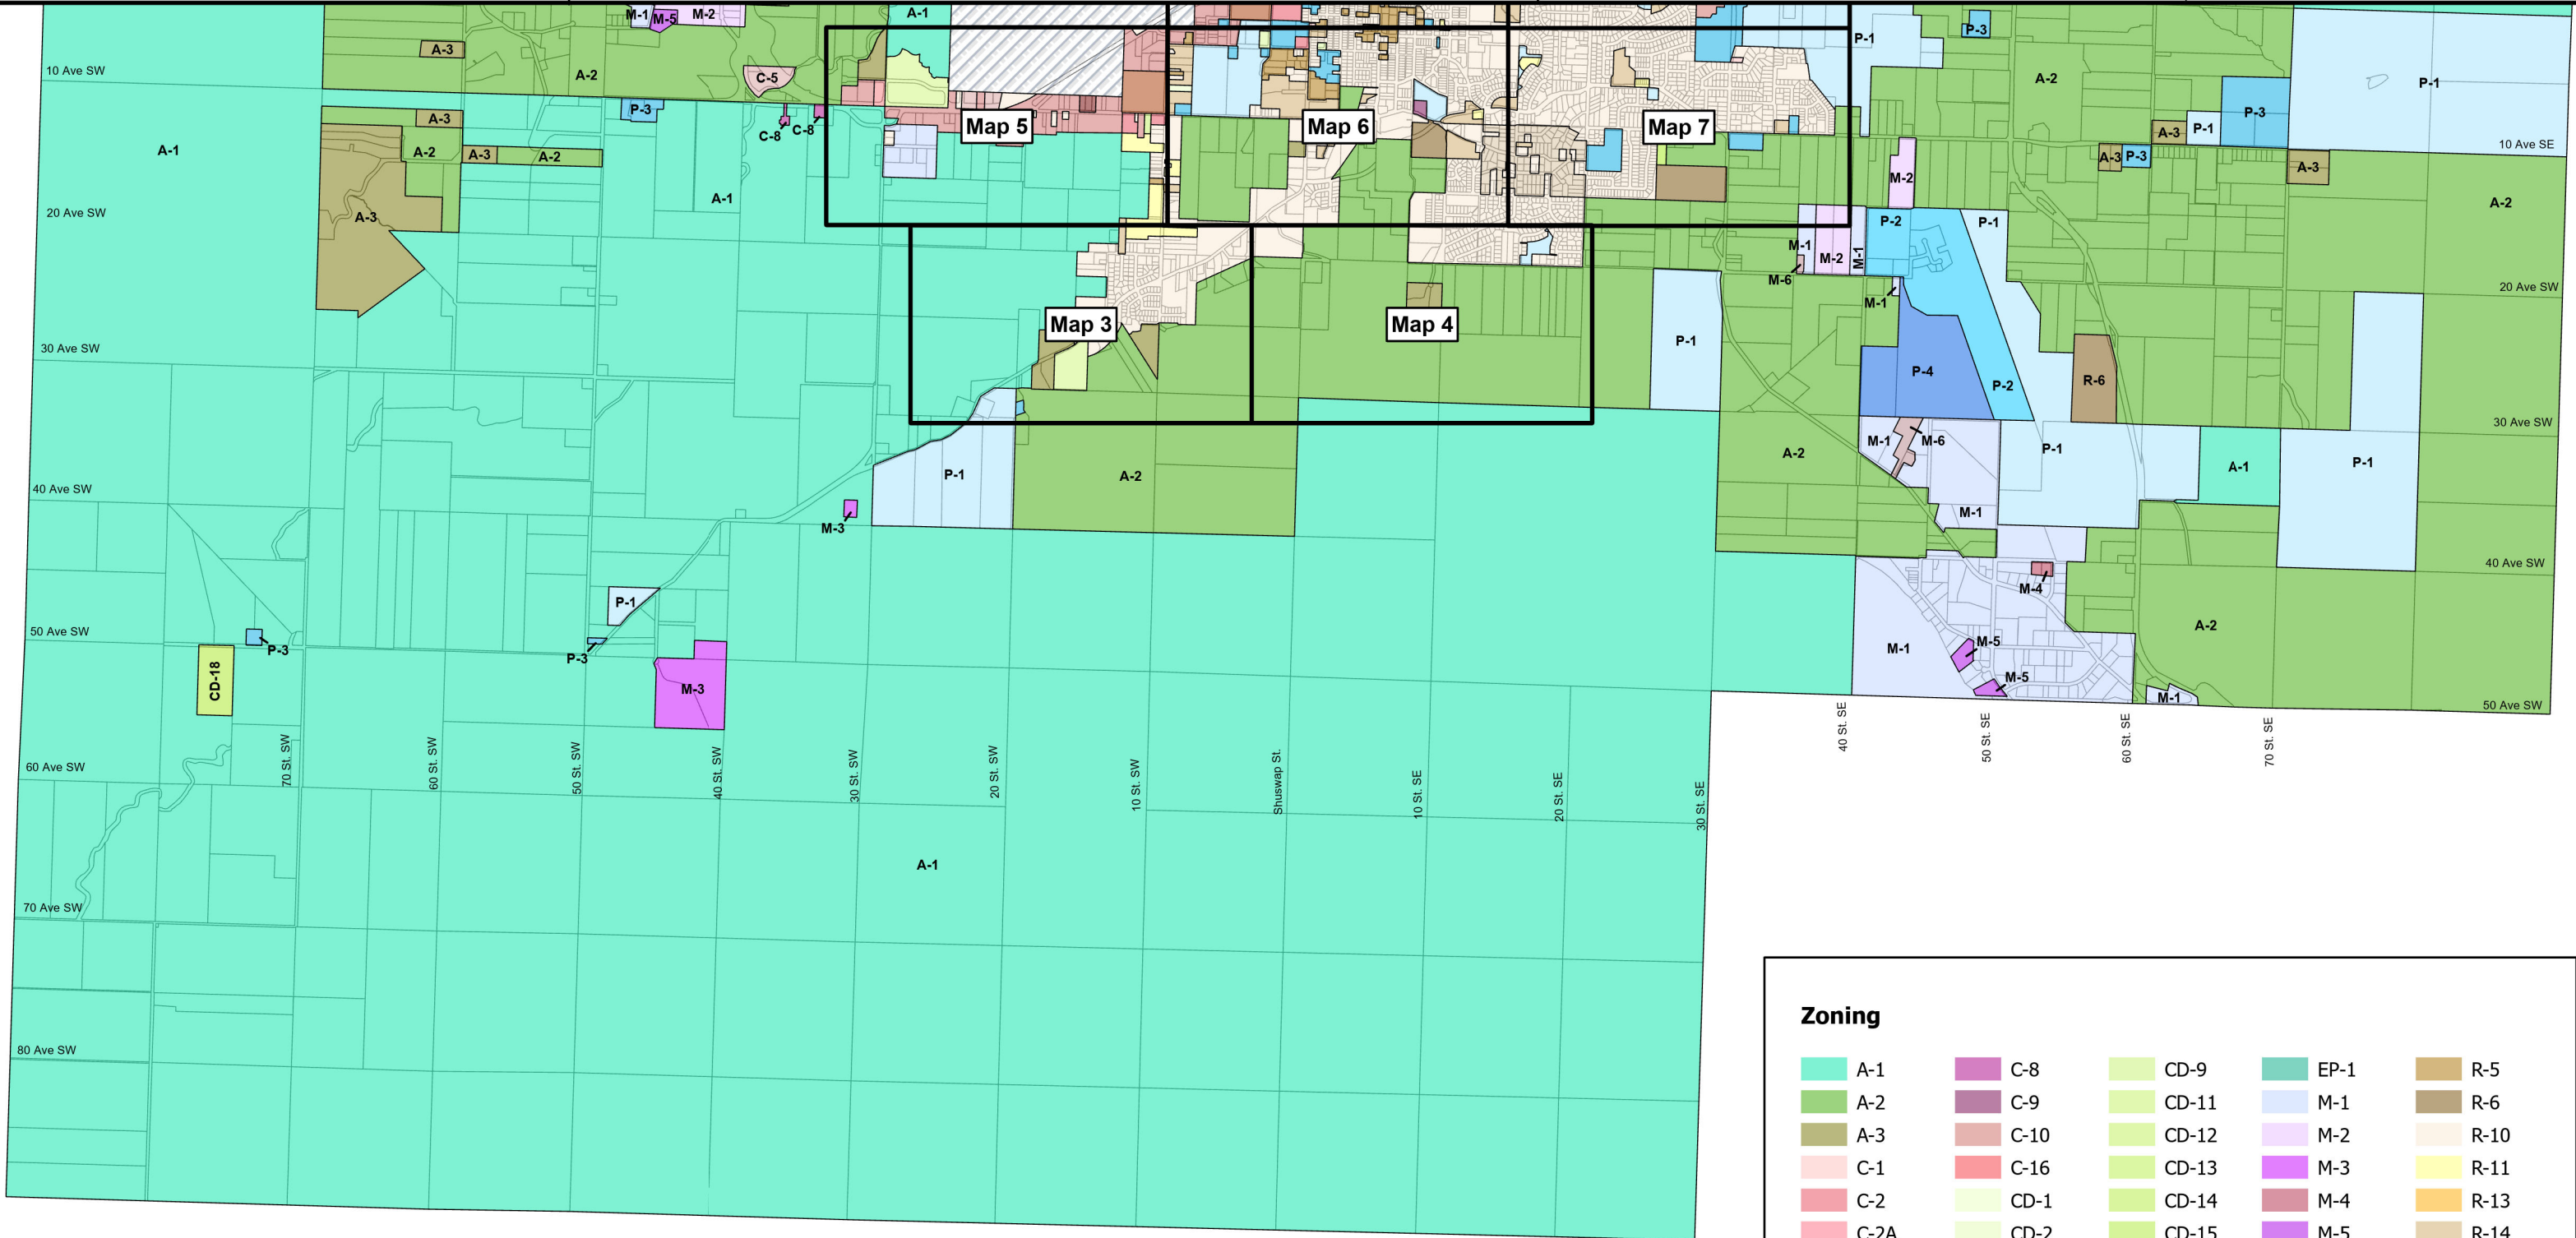 M-1
M-5
M-2
A-1
P-3
P-1
A-3
A-2
C-5
A-2
P-1
10 Ave SW
P-3
P-3
A-3
C-8
C-8
Map 5
Map 6
Map 7
A-3
P-1
10 Ave SE
A-1
A-2
A-3
A-2
A-3
P-3
A-3
M-2
A-1
A-2
20 Ave SW
A-3
P-2
P-1
M-1
M-2
M-1
M-6
20 Ave SW
M-1
Map 3
Map 4
30 Ave SW
P-1
P-4
P-2
R-6
30 Ave SW
M-1
M-6
P-1
A-2
P-1
A-1
P-1
A-2
40 Ave SW
M-3
M-1
40 Ave SW
M-4
P-1
50 Ave SW
A-2
P-3
P-3
M-5
M-1
CD-18
M-3
M-5
M-1
50 Ave SW
40 St. SE
50 St. SE
60 St. SE
70 St. SE
60 Ave SW
70 St. SW
60 St. SW
50 St. SW
40 St. SW
30 St. SW
20 St. SW
10 St. SW
Shuswap St.
10 St. SE
20 St. SE
30 St. SE
A-1
70 Ave SW
80 Ave SW
Zoning
A-1
C-8
CD-9
EP-1
R-5
A-2
C-9
CD-11
M-1
R-6
A-3
C-10
CD-12
M-2
R-10
C-1
C-16
CD-13
M-3
R-11
C-2
CD-1
CD-14
M-4
R-13
C-2A
CD-2
CD-15
M-5
R-14